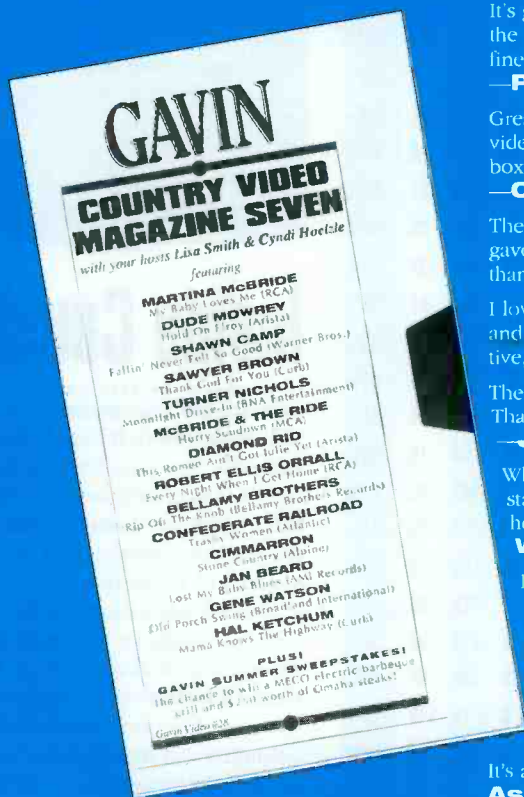 GAVIN
COUNTRY VIDEO
MAGAZINE SEVEN
with your hosts Lisa Smith & Cyndi Hoelzle
featuring
MARTINA McBRIDE
My Baby Loves Me (RCA)
DUDE MOWREY
Hold On Elroy (Arista)
SHAWN CAMP
Fallin' Never Felt So Good (Warner Bros.)
SAWYER BROWN
Thank God For You (Curb)
TURNER NICHOLS
Moonlight Drive-In (BNA Entertainment)
McBRIDE & THE RIDE
Hurry Sundown (MCA)
DIAMOND RIO
This Romeo Ain't Got Julie Yet (Arista)
ROBERT ELLIS ORRALL
Every Night When I Get Home (RCA)
BELLAMY BROTHERS
Rip Off The Knob (Bellamy Brothers Records)
CONFEDERATE RAILROAD
Trashy Women (Atlantic)
CIMMARRON
Stone Country (Alpine)
JAN BEARD
Lost My Baby Blues (AMI Records)
GENE WATSON
Old Porch Swing (Broadland International)
HAL KETCHUM
Mama Knows The Highway (Curb)
PLUS!
GAVIN SUMMER SWEEPSTAKES!
the chance to win a MECO electric barbeque
grill and $250 worth of Omaha steaks!
Gavin Video #28
It's
the
fine
—
Gre
vide
box
—
The
gave
than
I lov
and
tive.
The
Tha
—
Wh
sta
he
It's a
As